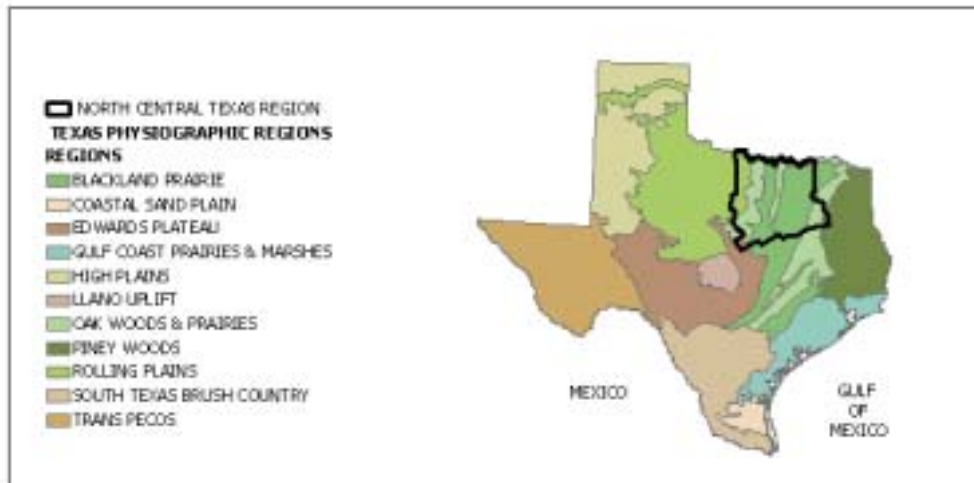 NORTH CENTRAL TEXAS REGION
TEXAS PHYSIOGRAPHIC REGIONS
REGIONS
BLACKLAND PRAIRIE
COASTAL SAND PLAIN
EDWARDS PLATEAU
GULF COAST PRAIRIES & MARSHES
HIGH PLAINS
LLANO UPLIFT
OAK WOODS & PRAIRIES
PINEY WOODS
ROLLING PLAINS
SOUTH TEXAS BRUSH COUNTRY
TRANS PECOS
MEXICO
GULF
OF
MEXICO